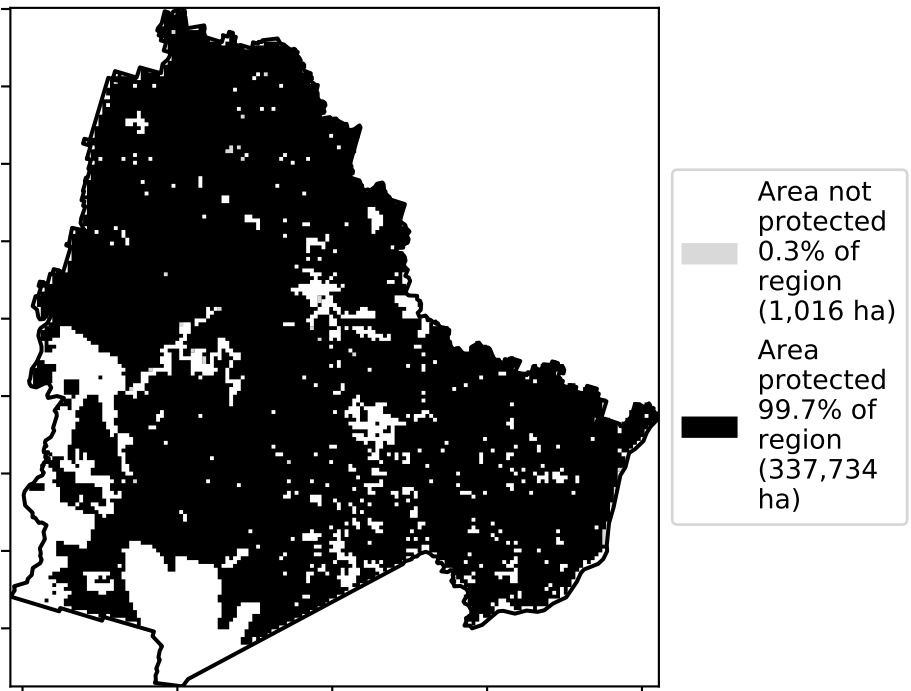 Area not
protected
0.3% of
region
(1,016 ha)
Area
protected
99.7% of
region
(337,734
ha)